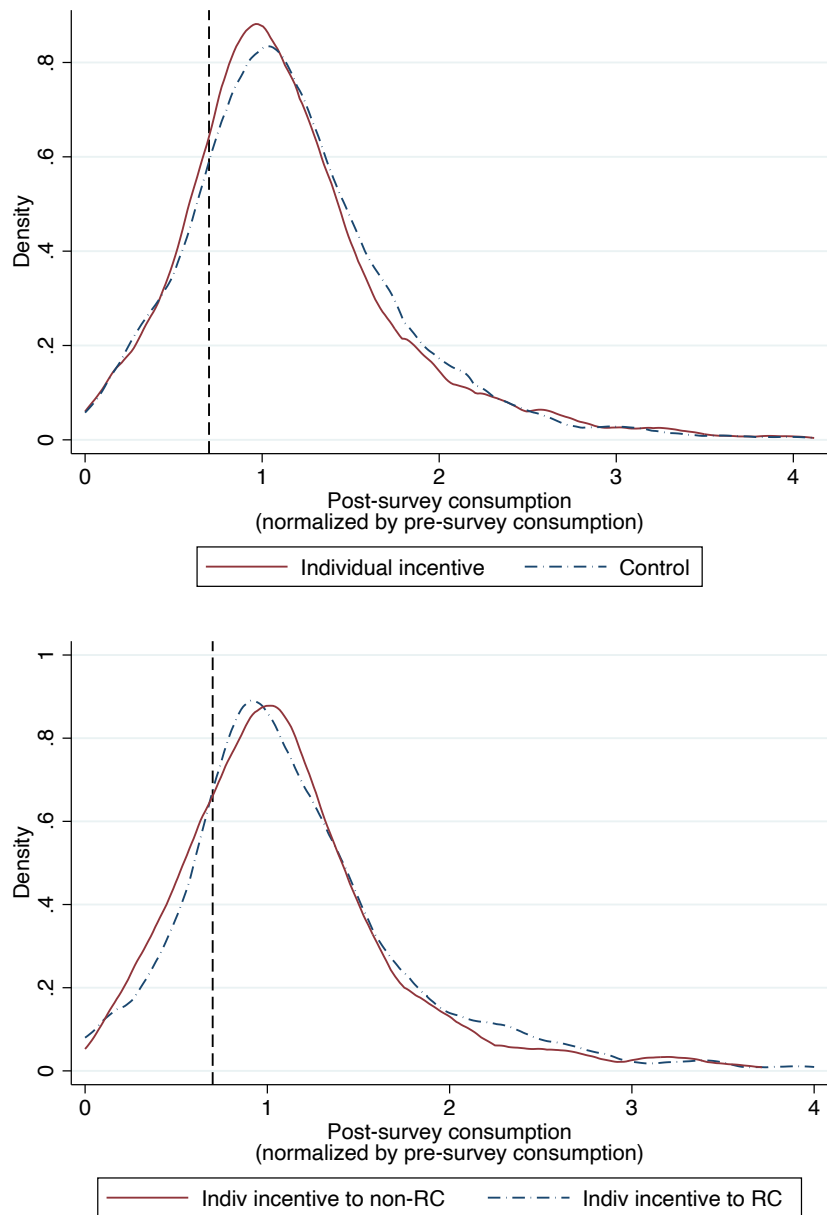 Density
.8
.6
.4
.2
0
0 1 2 3 4
Post-survey consumption
(normalized by pre-survey consumption)
Individual incentive Control
Density
1
.8
.6
.4
.2
0
0 1 2 3 4
Post-survey consumption
(normalized by pre-survey consumption)
Indiv incentive to non-RC Indiv incentive to RC